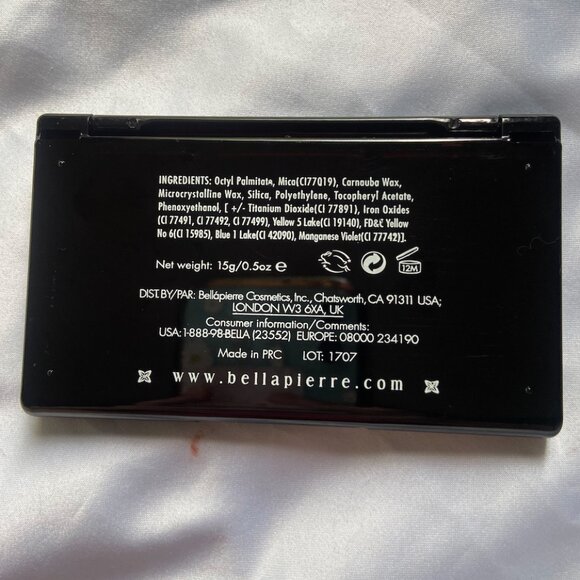 INGREDIENTS: Octyl Palmitate, Mica(CI77019), Carnauba Wax,
Microcrystalline Wax, Silica, Polyethylene, Tocopheryl Acetate,
Phenoxyethanol, [ +/- Titanium Dioxide(CI 77891), Iron Oxides
(CI 77491, CI 77492, CI 77499), Yellow 5 Lake(CI 19140), FD&C Yellow
No 6(CI 15985), Blue 1 Lake(CI 42090), Manganese Violet(CI 77742)].
Net weight: 15g/0.5oz e
12M
DIST.BY/PAR: Bellápierre Cosmetics, Inc., Chatsworth, CA 91311 USA;
LONDON W3 6XA, UK
Consumer information/Comments:
USA:1-888-98-BELLA (23552) EUROPE: 08000 234190
Made in PRC LOT: 1707
www.bellapierre.com